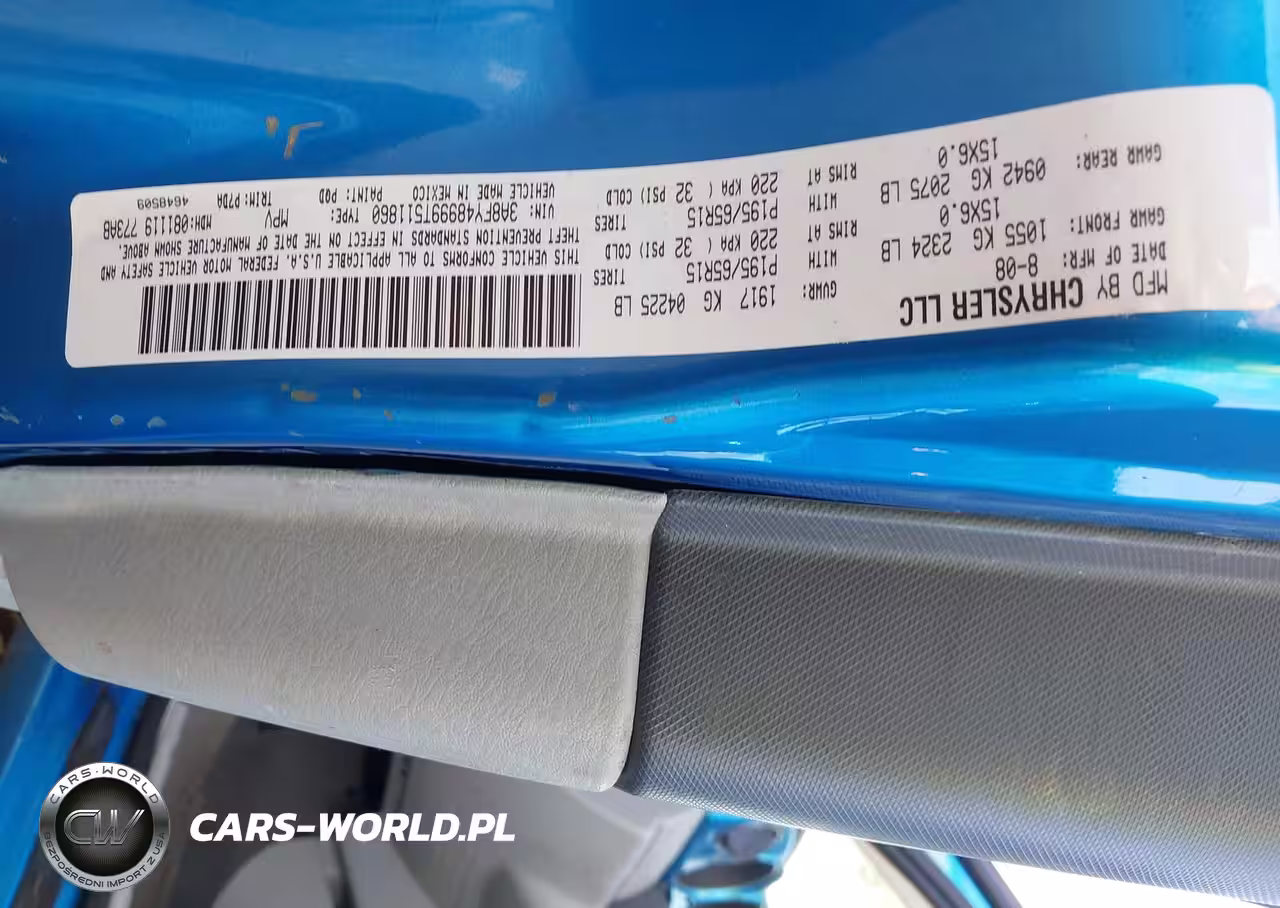 MFD BY CHRYSLER LLC
DATE OF MFR: 8-08 GVWR: 1917 KG 04225 LB
GAWR FRONT: 1055 KG 2324 LB WITH P195/65R15 TIRES
15X6.0 RIMS AT 220 KPA ( 32 PSI) COLD
GAWR REAR: 0942 KG 2075 LB WITH P195/65R15 TIRES
15X6.0 RIMS AT 220 KPA ( 32 PSI) COLD
THIS VEHICLE CONFORMS TO ALL APPLICABLE U.S.A. FEDERAL MOTOR VEHICLE SAFETY AND
THEFT PREVENTION STANDARDS IN EFFECT ON THE DATE OF MANUFACTURE SHOWN ABOVE.
VIN: 3A8FY48999T511860 TYPE: MPV MDH:081119 773AB
VEHICLE MADE IN MEXICO PAINT: PQD TRIM: P7DA 4648509
CARS·WORLD
CW
BEZPOŚREDNI IMPORT Z USA
CARS-WORLD.PL